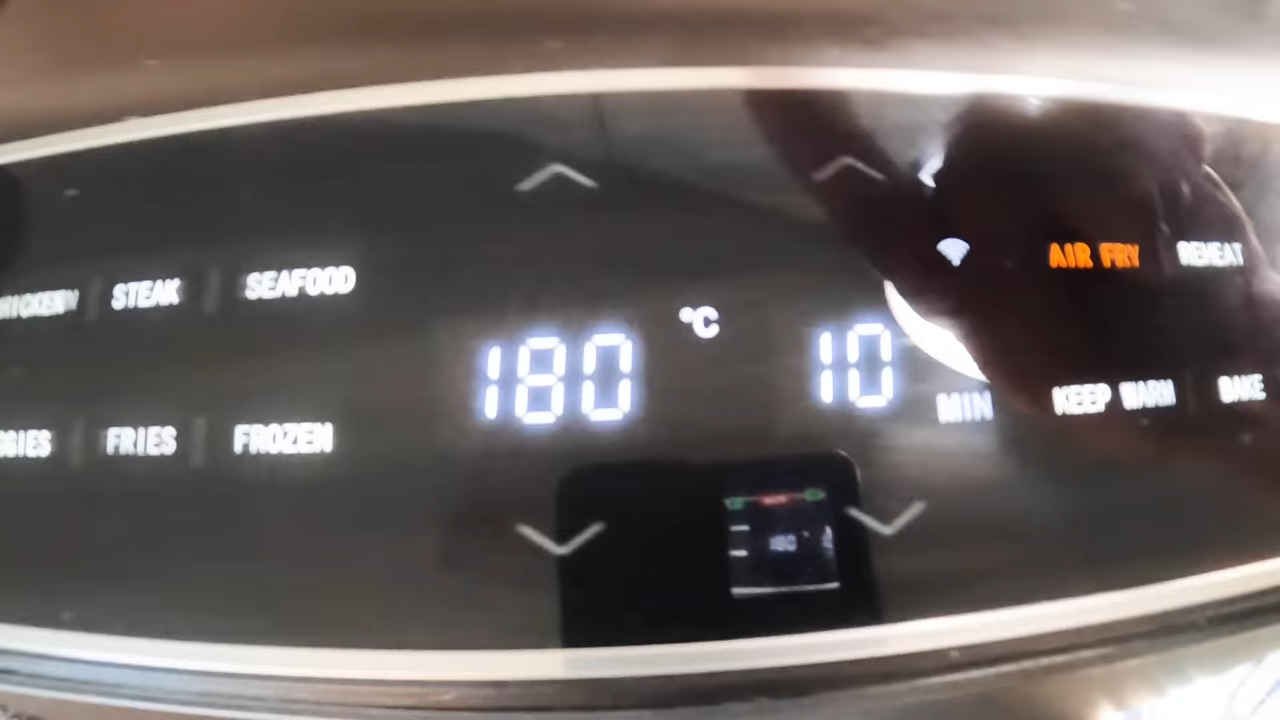 STEAK SEAFOOD
FRIES FROZEN
180 °C
10 MIN
AIR FRY REHEAT
KEEP WARM BAKE